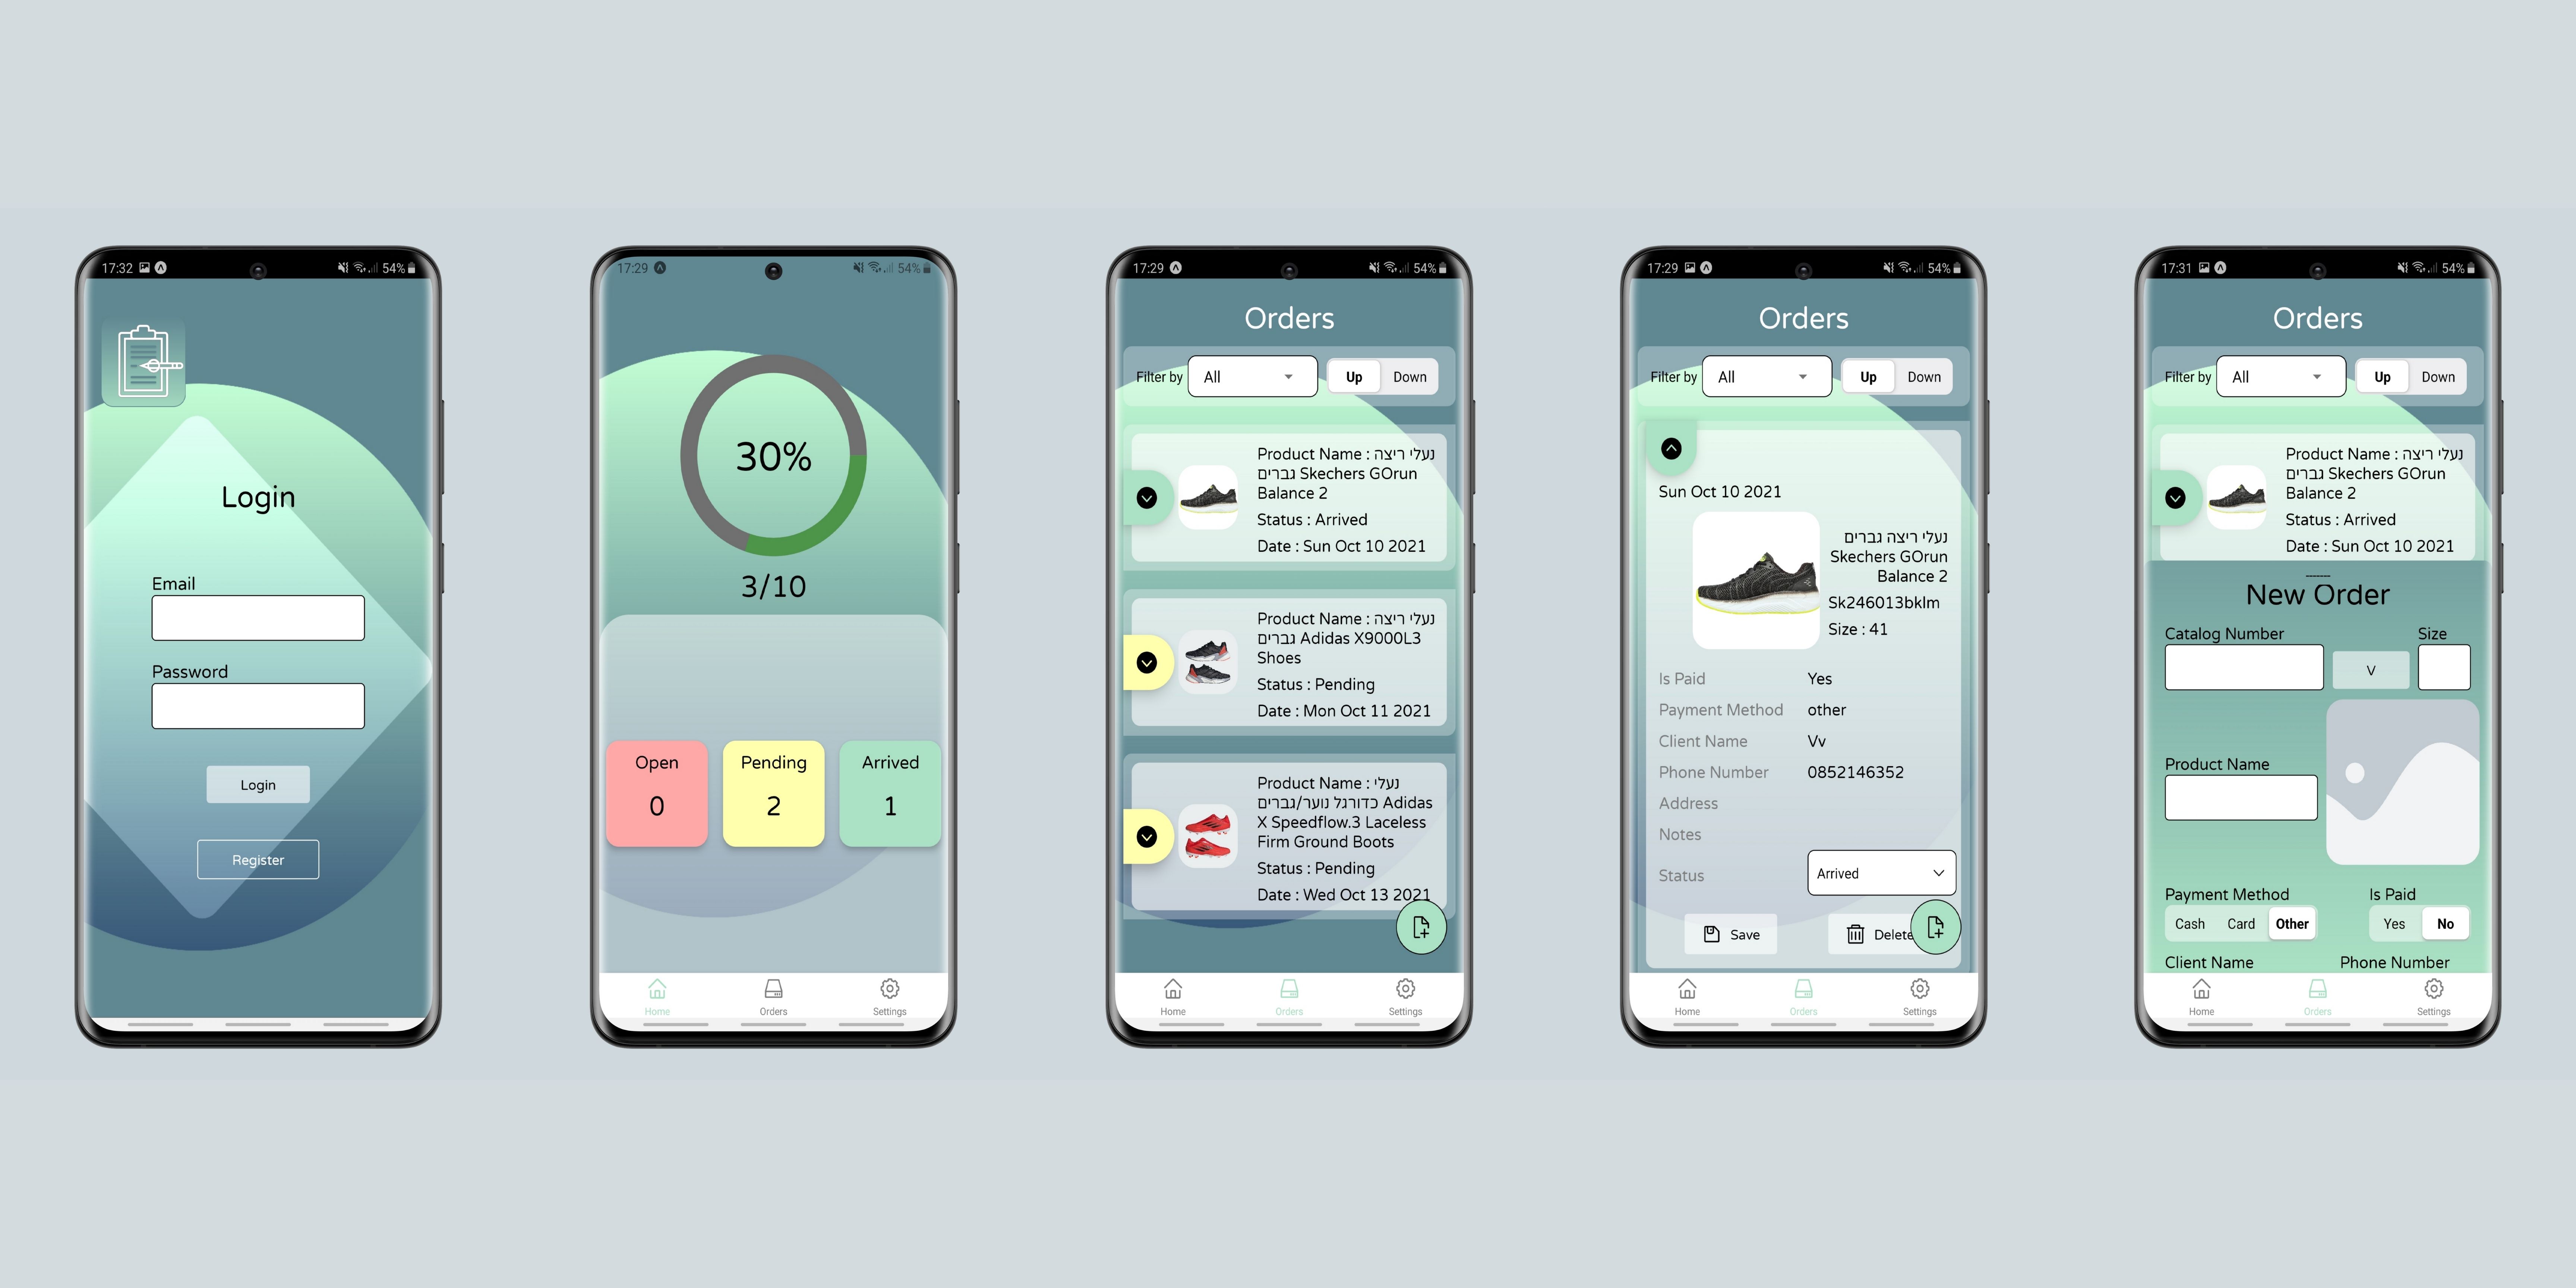 17:32
54%
Login
Email
Password
Login
Register
17:29
54%
30%
3/10
Open
0
Pending
2
Arrived
1
Home
Orders
Settings
17:29
54%
Orders
Filter by
All
Up
Down
Product Name : נעלי ריצה
גברים Skechers GOrun
Balance 2
Status : Arrived
Date : Sun Oct 10 2021
Product Name : נעלי ריצה
גברים Adidas X9000L3
Shoes
Status : Pending
Date : Mon Oct 11 2021
Product Name : נעלי
כדורגל נוער/גברים Adidas
X Speedflow.3 Laceless
Firm Ground Boots
Status : Pending
Date : Wed Oct 13 2021
Home
Orders
Settings
17:29
54%
Orders
Filter by
All
Up
Down
Sun Oct 10 2021
נעלי ריצה גברים
Skechers GOrun
Balance 2
Sk246013bklm
Size : 41
Is Paid
Yes
Payment Method
other
Client Name
Vv
Phone Number
0852146352
Address
Notes
Status
Arrived
Save
Delete
Home
Orders
Settings
17:31
54%
Orders
Filter by
All
Up
Down
Product Name : נעלי ריצה
גברים Skechers GOrun
Balance 2
Status : Arrived
Date : Sun Oct 10 2021
New Order
Catalog Number
Size
V
Product Name
Payment Method
Is Paid
Cash
Card
Other
Yes
No
Client Name
Phone Number
Home
Orders
Settings